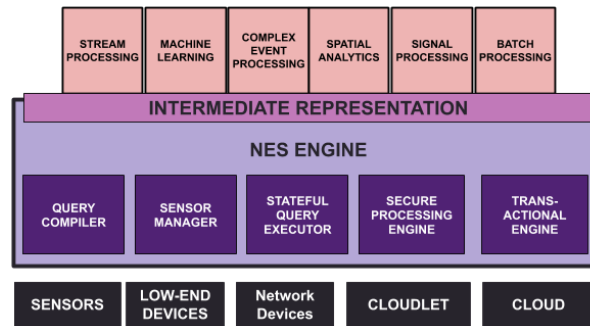 STREAM
PROCESSING
MACHINE
LEARNING
COMPLEX
EVENT
PROCESSING
SPATIAL
ANALYTICS
SIGNAL
PROCESSING
BATCH
PROCESSING
INTERMEDIATE REPRESENTATION
NES ENGINE
QUERY
COMPILER
SENSOR
MANAGER
STATEFUL
QUERY
EXECUTOR
SECURE
PROCESSING
ENGINE
TRANS-
ACTIONAL
ENGINE
SENSORS
LOW-END
DEVICES
Network
Devices
CLOUDLET
CLOUD